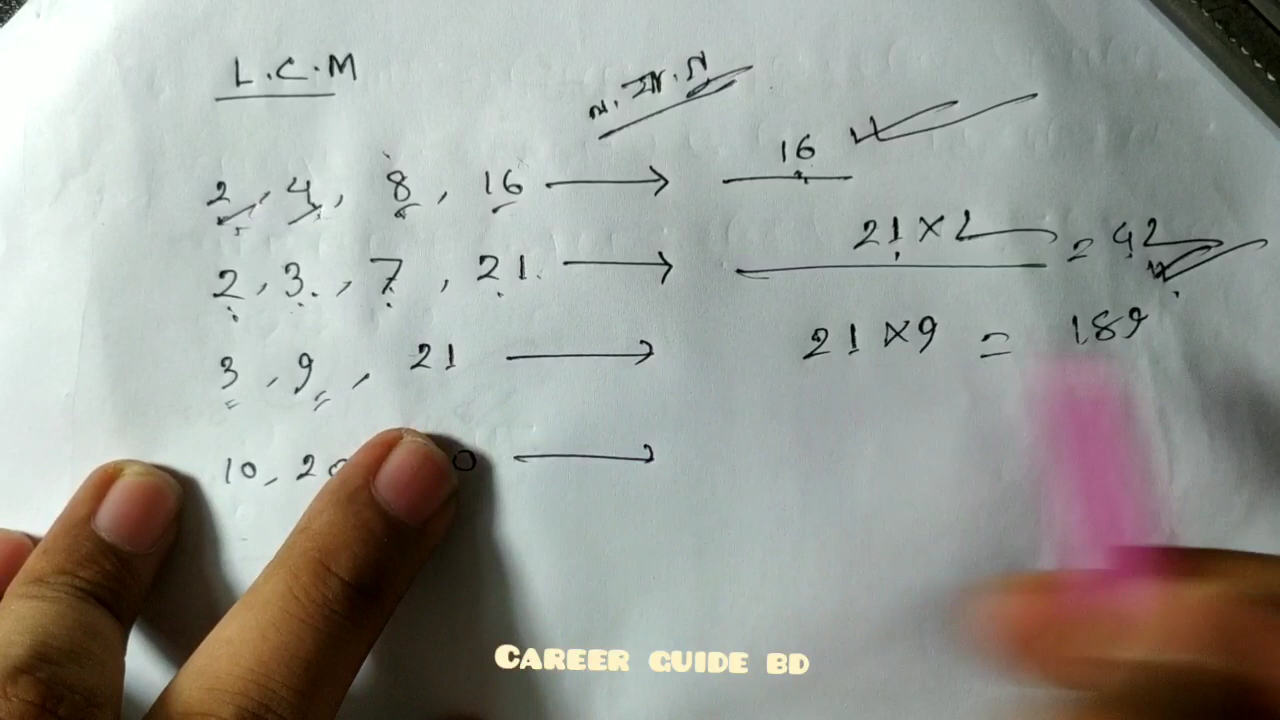 L.C.M
ল.সা.গু
2, 4, 8, 16 → 16
2, 3, 7, 21 → 21×2 = 42
3, 9, 21 → 21×9 = 189
10, 20 →
CAREER GUIDE BD